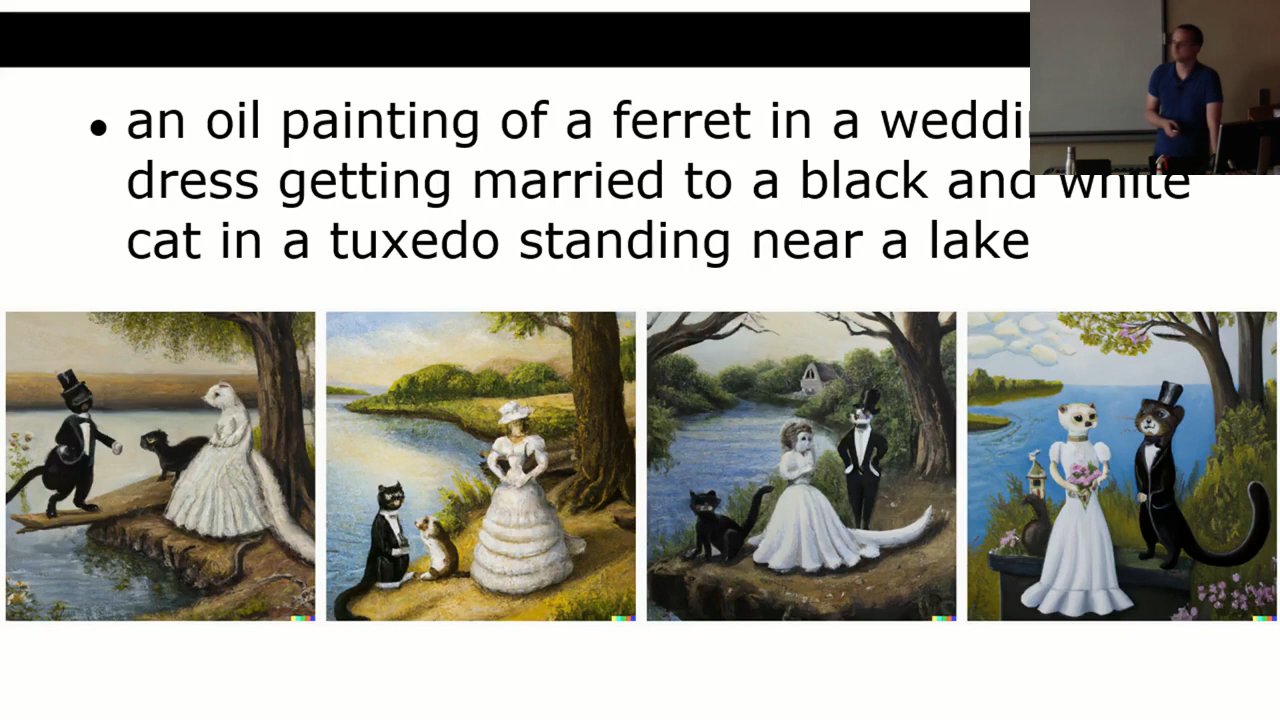 an oil painting of a ferret in a
dress getting married to a black and white
cat in a tuxedo standing near a lake